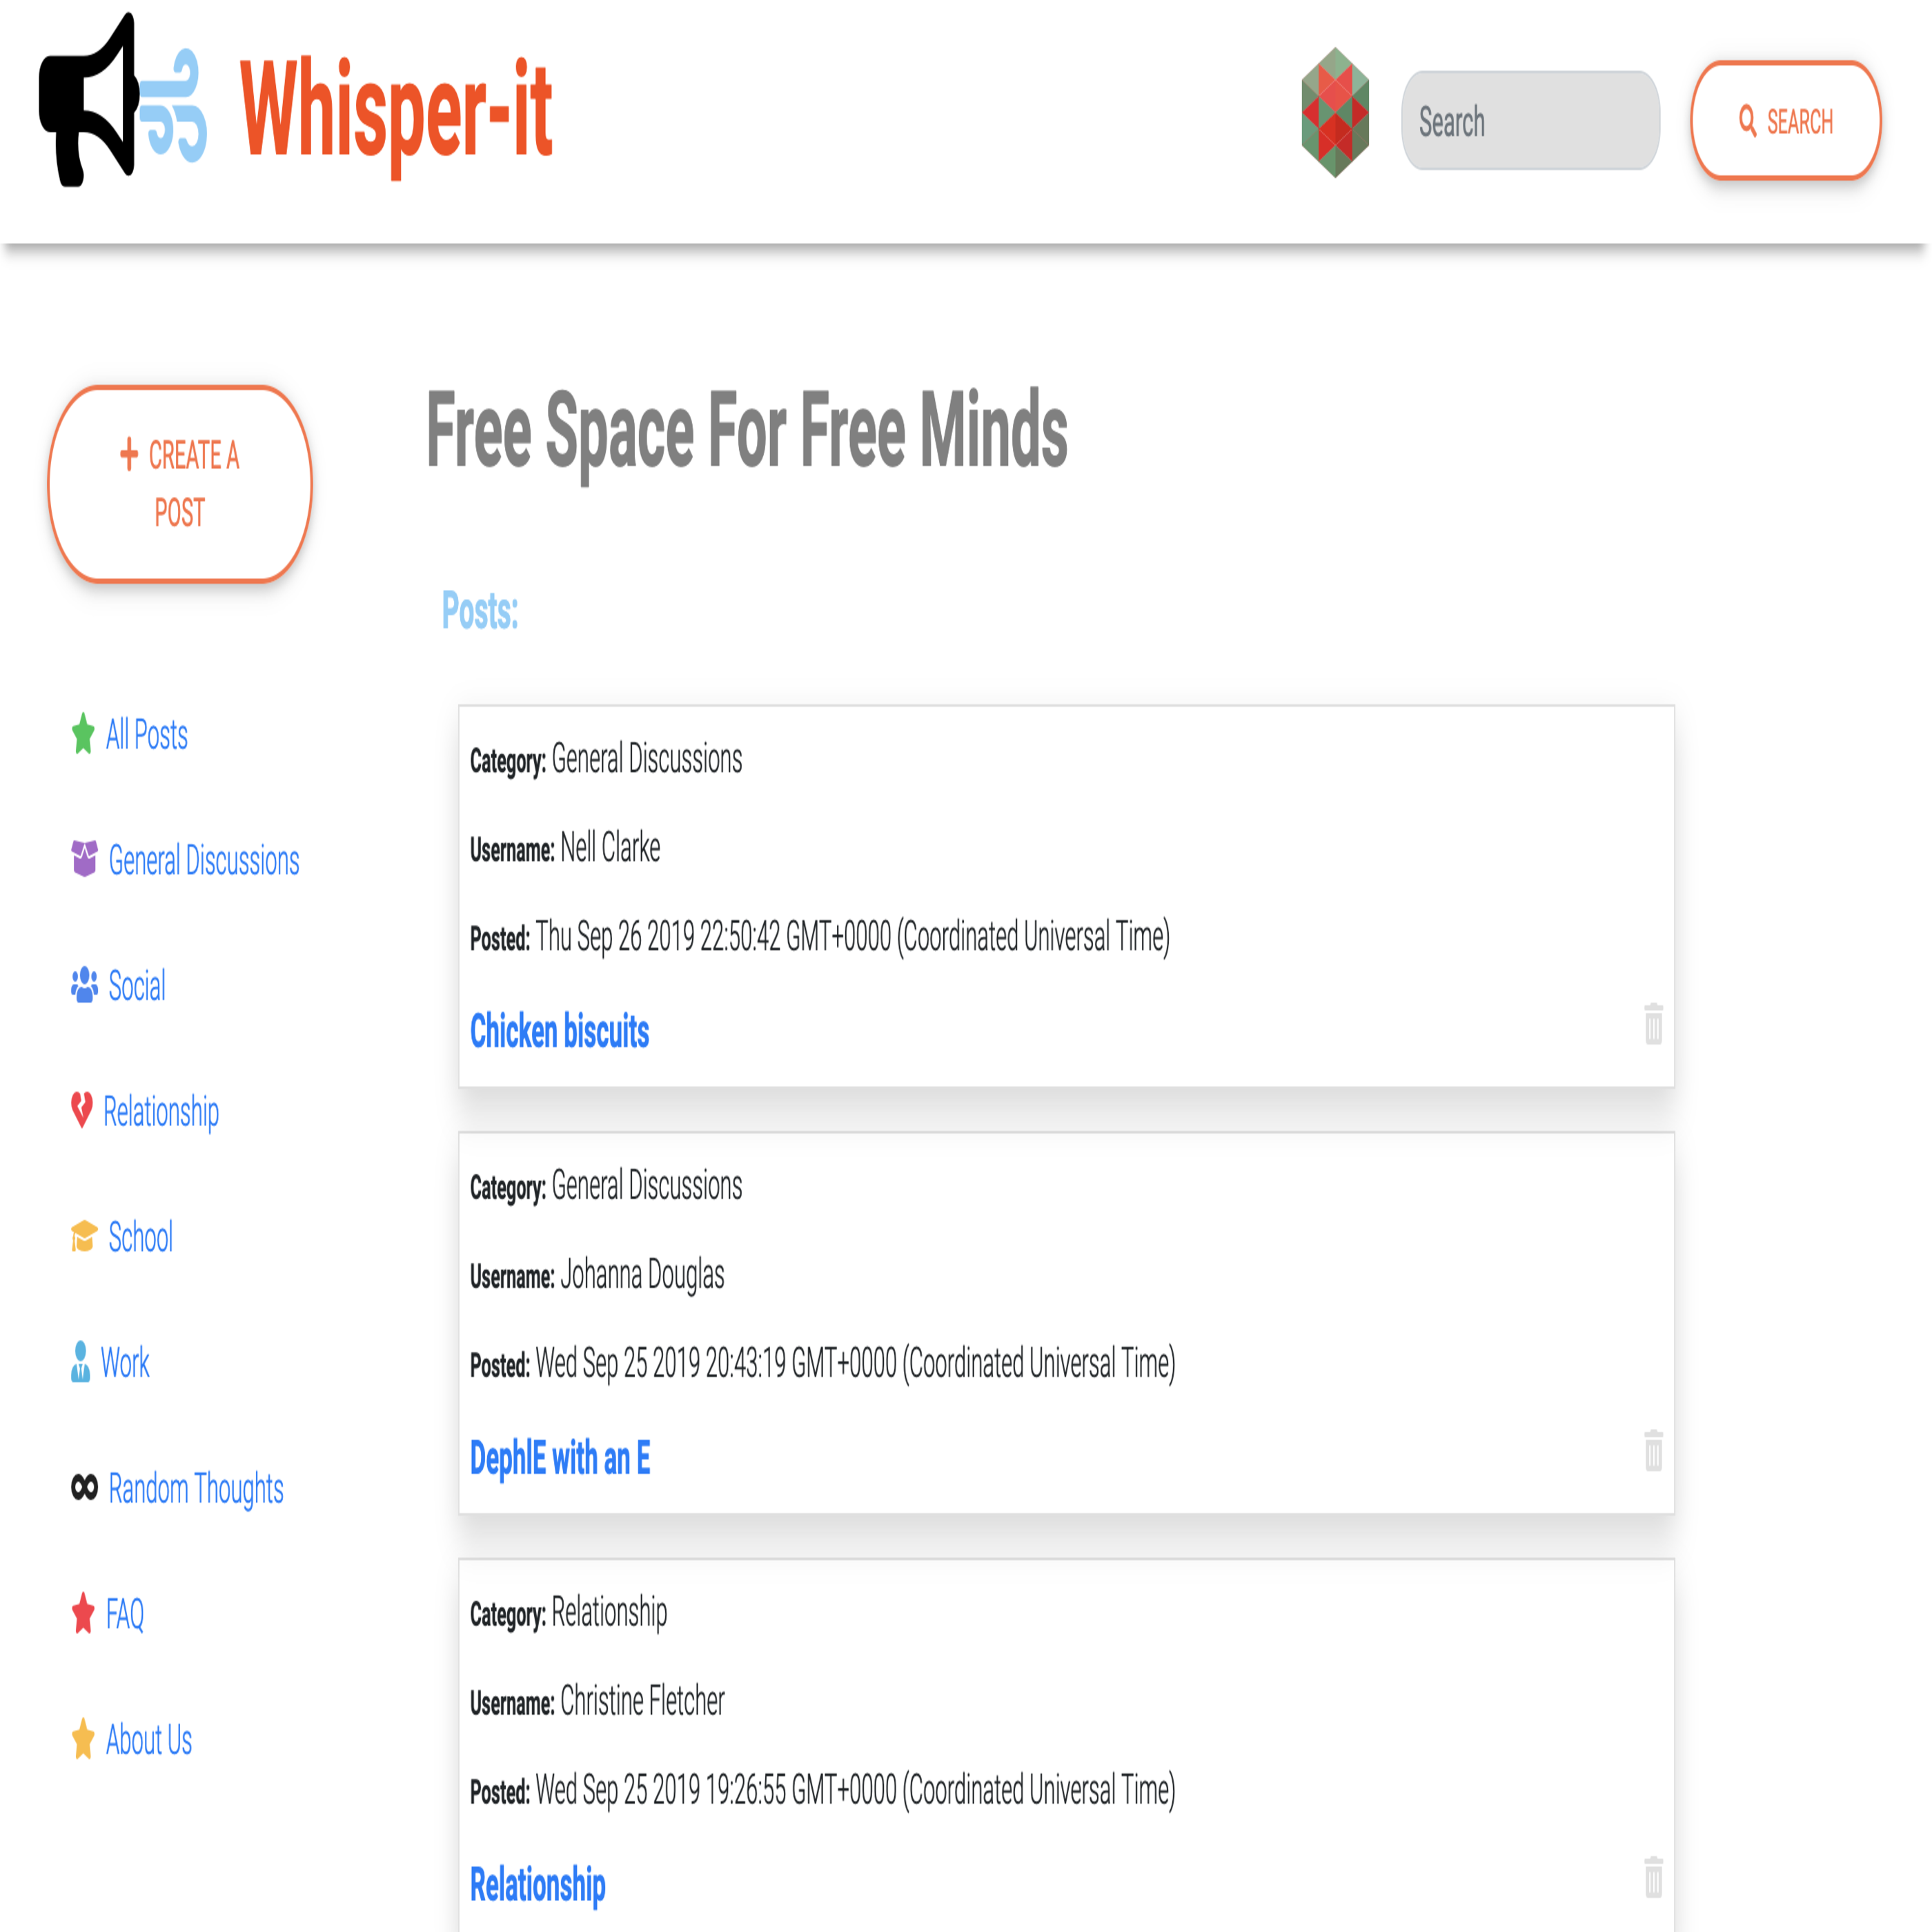 Whisper-it
Search
SEARCH
CREATE A
POST
All Posts
General Discussions
Social
Relationship
School
Work
Random Thoughts
FAQ
About Us
Free Space For Free Minds
Posts:
Category: General Discussions
Username: Nell Clarke
Posted: Thu Sep 26 2019 22:50:42 GMT+0000 (Coordinated Universal Time)
Chicken biscuits
Category: General Discussions
Username: Johanna Douglas
Posted: Wed Sep 25 2019 20:43:19 GMT+0000 (Coordinated Universal Time)
DephIE with an E
Category: Relationship
Username: Christine Fletcher
Posted: Wed Sep 25 2019 19:26:55 GMT+0000 (Coordinated Universal Time)
Relationship